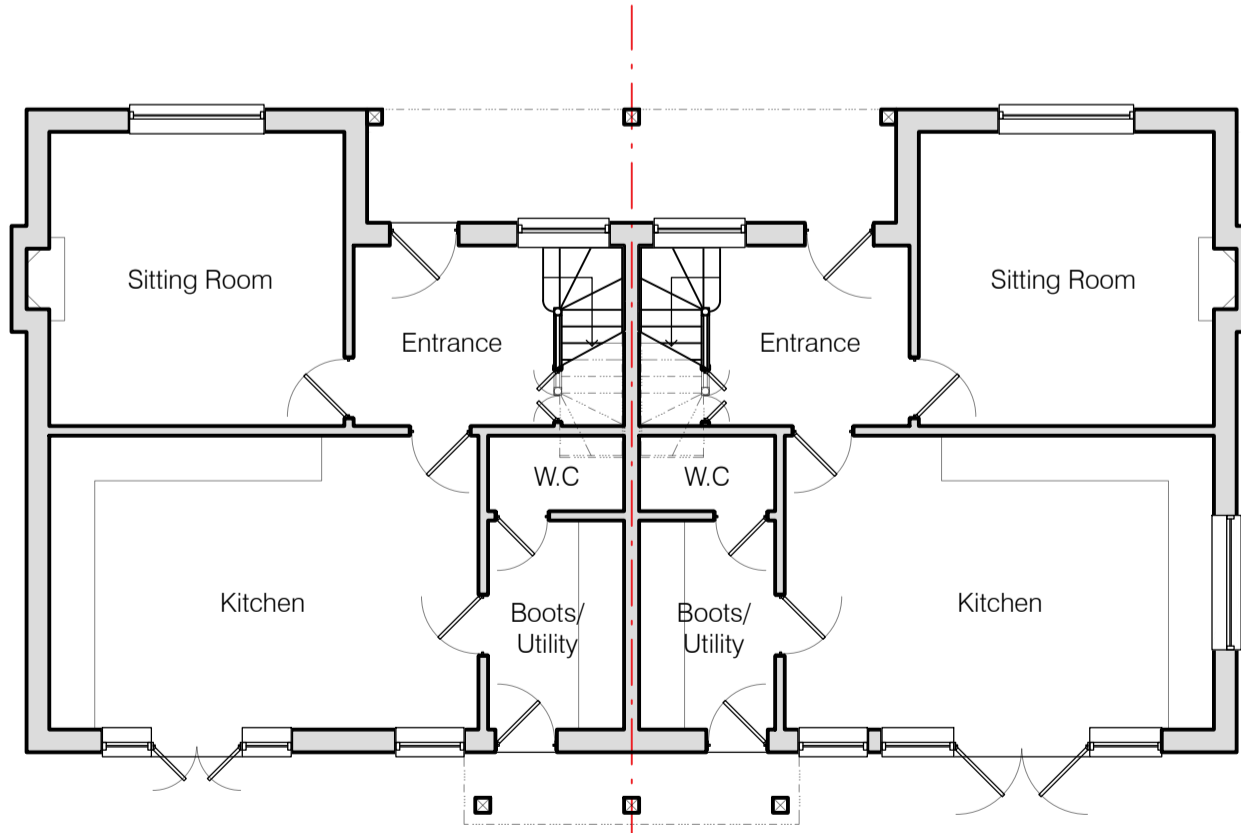 Sitting Room
Sitting Room
Entrance
Entrance
W.C
W.C
Kitchen
Boots/
Utility
Boots/
Utility
Kitchen